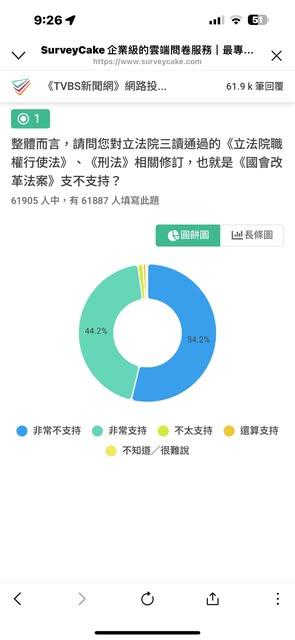 9:26
51
SurveyCake 企業級的雲端問卷服務｜最專...
https://www.surveycake.com
《TVBS新聞網》網路投...
61.9 k 筆回覆
1
整體而言，請問您對立法院三讀通過的《立法院職
權行使法》、《刑法》相關修訂，也就是《國會改
革法案》支不支持？
61905 人中，有 61887 人填寫此題
圓餅圖
長條圖
44.2%
54.2%
非常不支持
非常支持
不太支持
還算支持
不知道／很難說